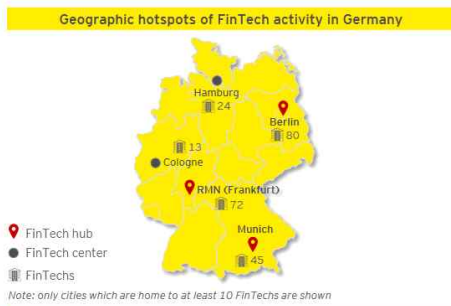 Geographic hotspots of FinTech activity in Germany
Hamburg
24
Berlin
80
13
Cologne
RMN (Frankfurt)
72
Munich
45
FinTech hub
FinTech center
FinTechs
Note: only cities which are home to at least 10 FinTechs are shown